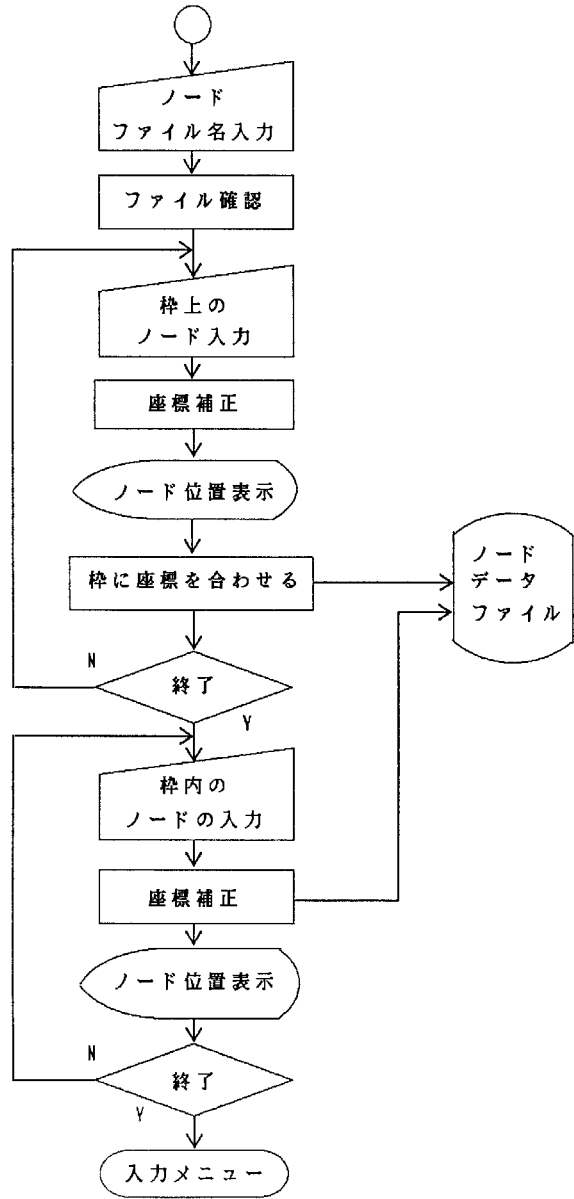 ノード
ファイル名入力
ファイル確認
枠上の
ノード入力
座標補正
ノード位置表示
枠に座標を合わせる
ノード
データ
ファイル
N
終了
Y
枠内の
ノードの入力
座標補正
ノード位置表示
N
終了
Y
入力メニュー